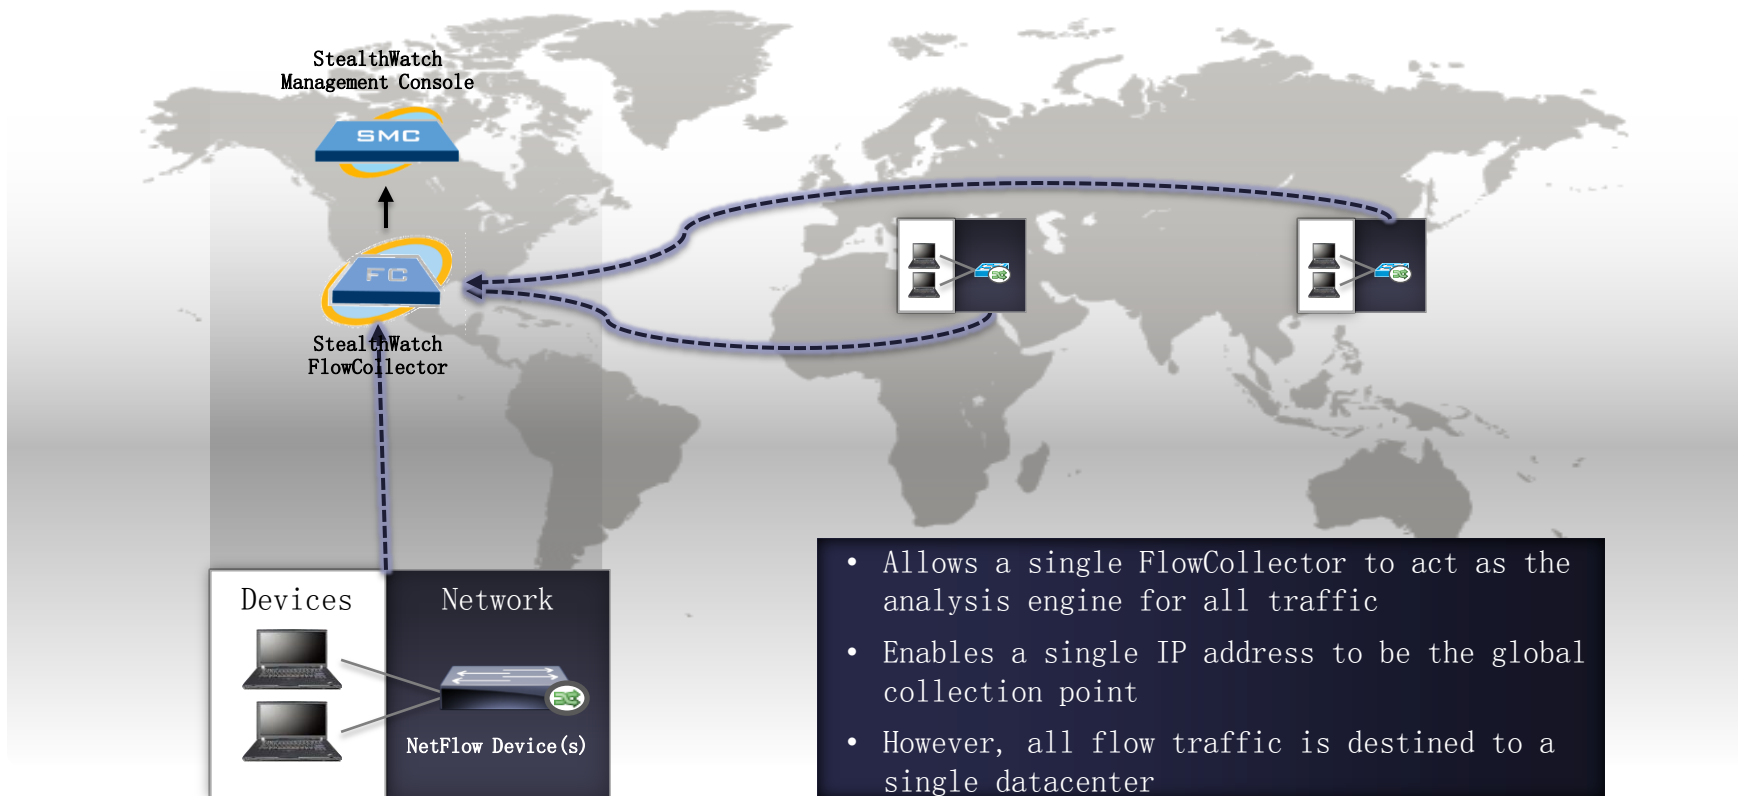 StealthWatch
Management Console
SMC
FC
StealthWatch
FlowCollector
Devices
Network
NetFlow Device(s)
• Allows a single FlowCollector to act as the
analysis engine for all traffic
• Enables a single IP address to be the global
collection point
• However, all flow traffic is destined to a
single datacenter